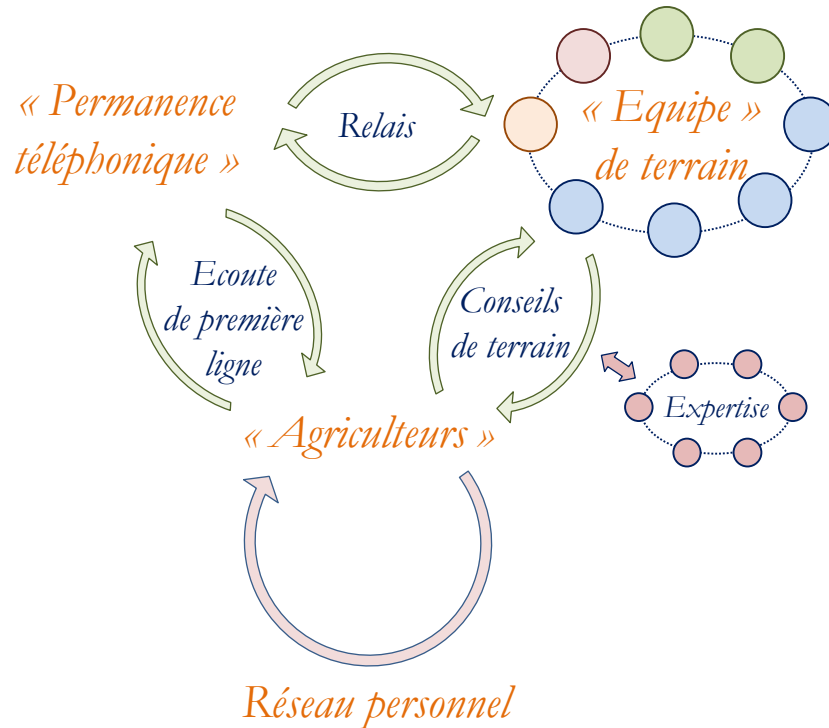 « Permanence
téléphonique »
Relais
« Equipe »
de terrain
Ecoute
de première
ligne
Conseils
de terrain
Expertise
« Agriculteurs »
Réseau personnel